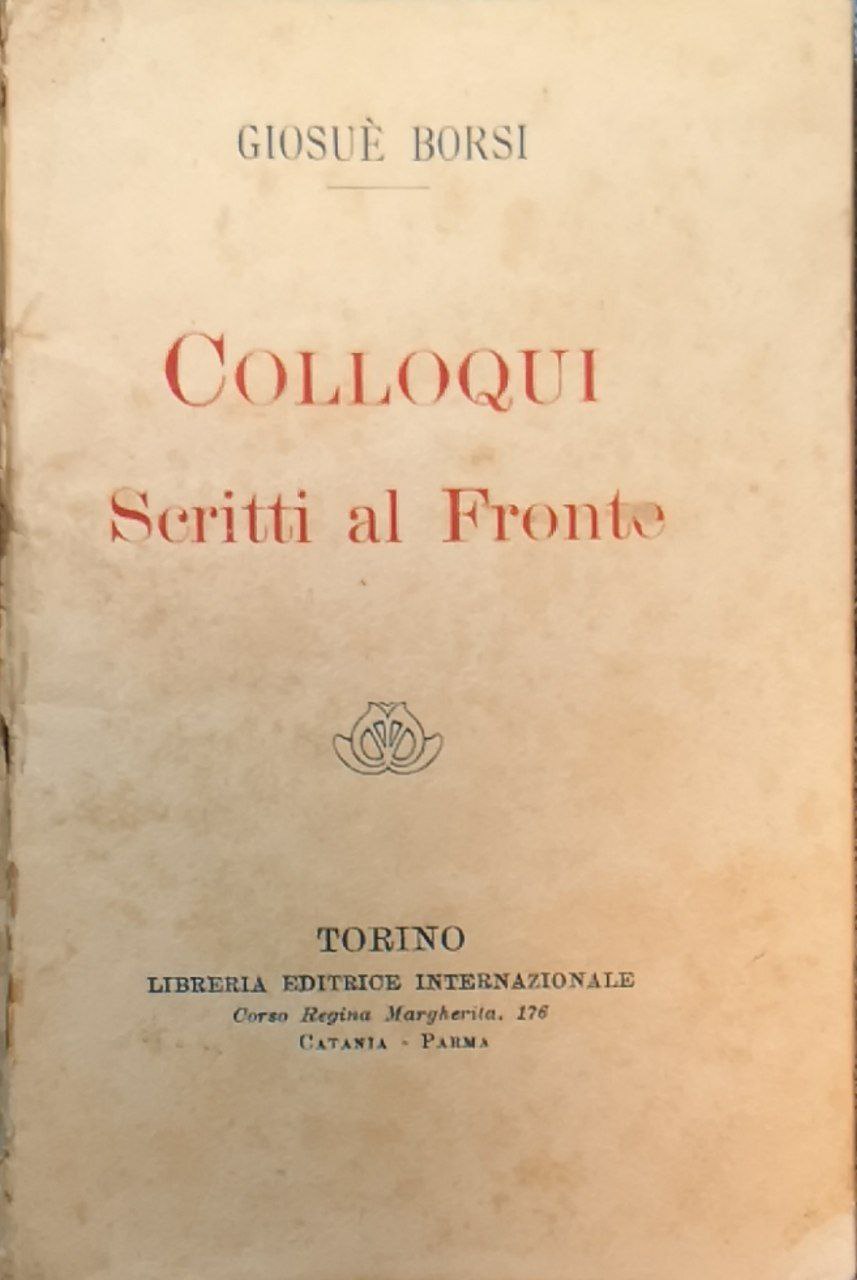 GIOSUÈ BORSI
COLLOQUI
Scritti al Fronte
TORINO
LIBRERIA EDITRICE INTERNAZIONALE
Corso Regina Margherita, 176
CATANIA - PARMA